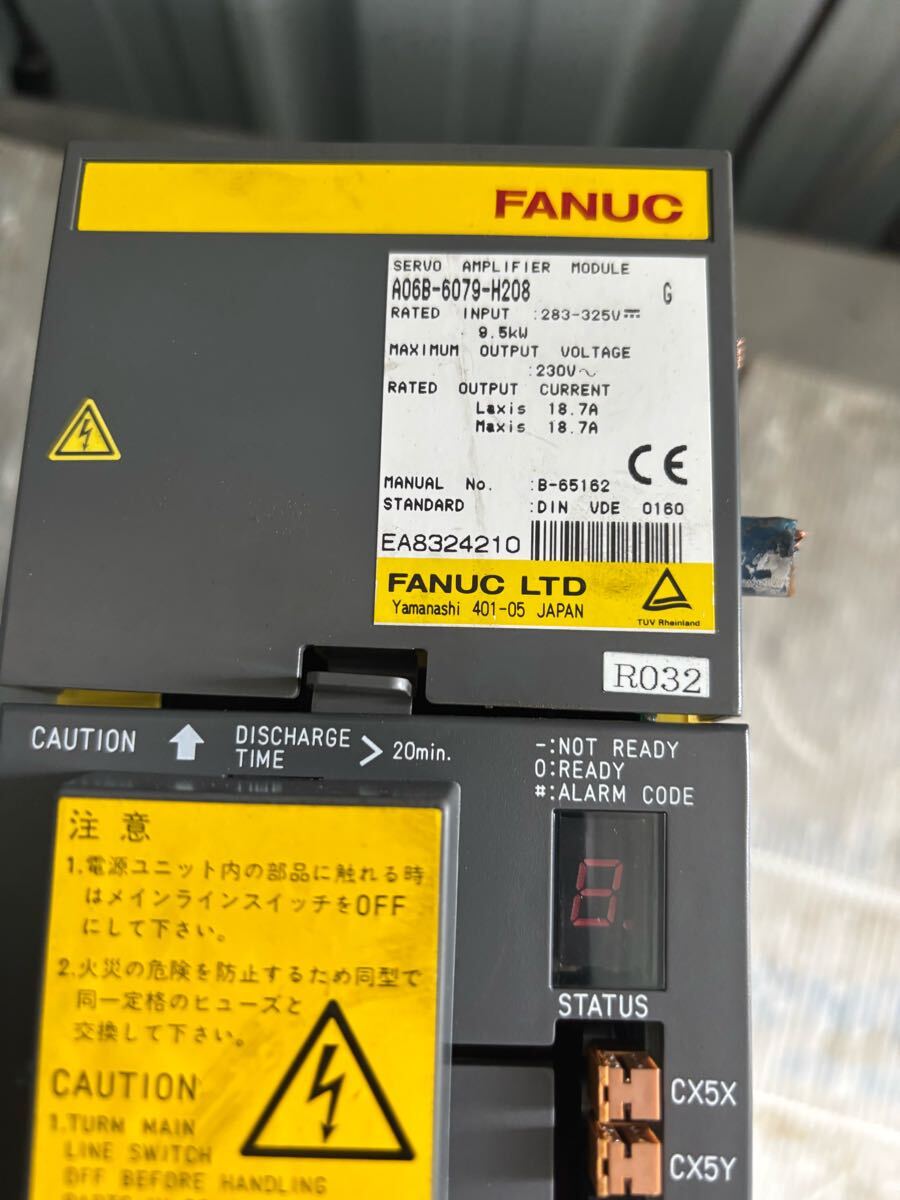 FANUC
SERVO AMPLIFIER MODULE
A06B-6079-H208 G
RATED INPUT :283-325V⎓
9.5kW
MAXIMUM OUTPUT VOLTAGE
:230V～
RATED OUTPUT CURRENT
Laxis 18.7A
Maxis 18.7A
CE
MANUAL No. :B-65162
STANDARD :DIN VDE 0160
EA8324210
FANUC LTD
Yamanashi 401-05 JAPAN
TUV Rheinland
R032
CAUTION ⬆ DISCHARGE TIME > 20min.
-:NOT READY
0:READY
#:ALARM CODE
8.
STATUS
CX5X
CX5Y
注意
1.電源ユニット内の部品に触れる時
はメインラインスイッチをOFF
にして下さい。
2.火災の危険を防止するため同型で
同一定格のヒューズと
交換して下さい。
CAUTION
1.TURM MAIN
LINE SWITCH
OFF BEFORE HANDLING